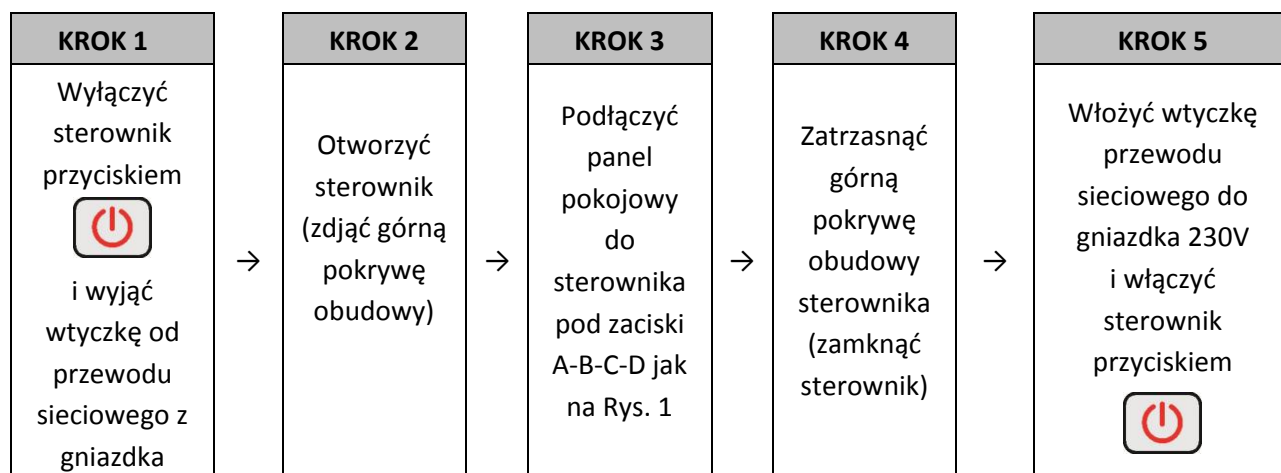 KROK 1
Wyłączyć
sterownik
przyciskiem
i wyjąć
wtyczkę od
przewodu
sieciowego z
gniazdka
→
KROK 2
Otworzyć
sterownik
(zdjąć górną
pokrywę
obudowy)
→
KROK 3
Podłączyć
panel
pokojowy
do
sterownika
pod zaciski
A-B-C-D jak
na Rys. 1
→
KROK 4
Zatrzasnąć
górną
pokrywę
obudowy
sterownika
(zamknąć
sterownik)
→
KROK 5
Włożyć wtyczkę
przewodu
sieciowego do
gniazdka 230V
i włączyć
sterownik
przyciskiem